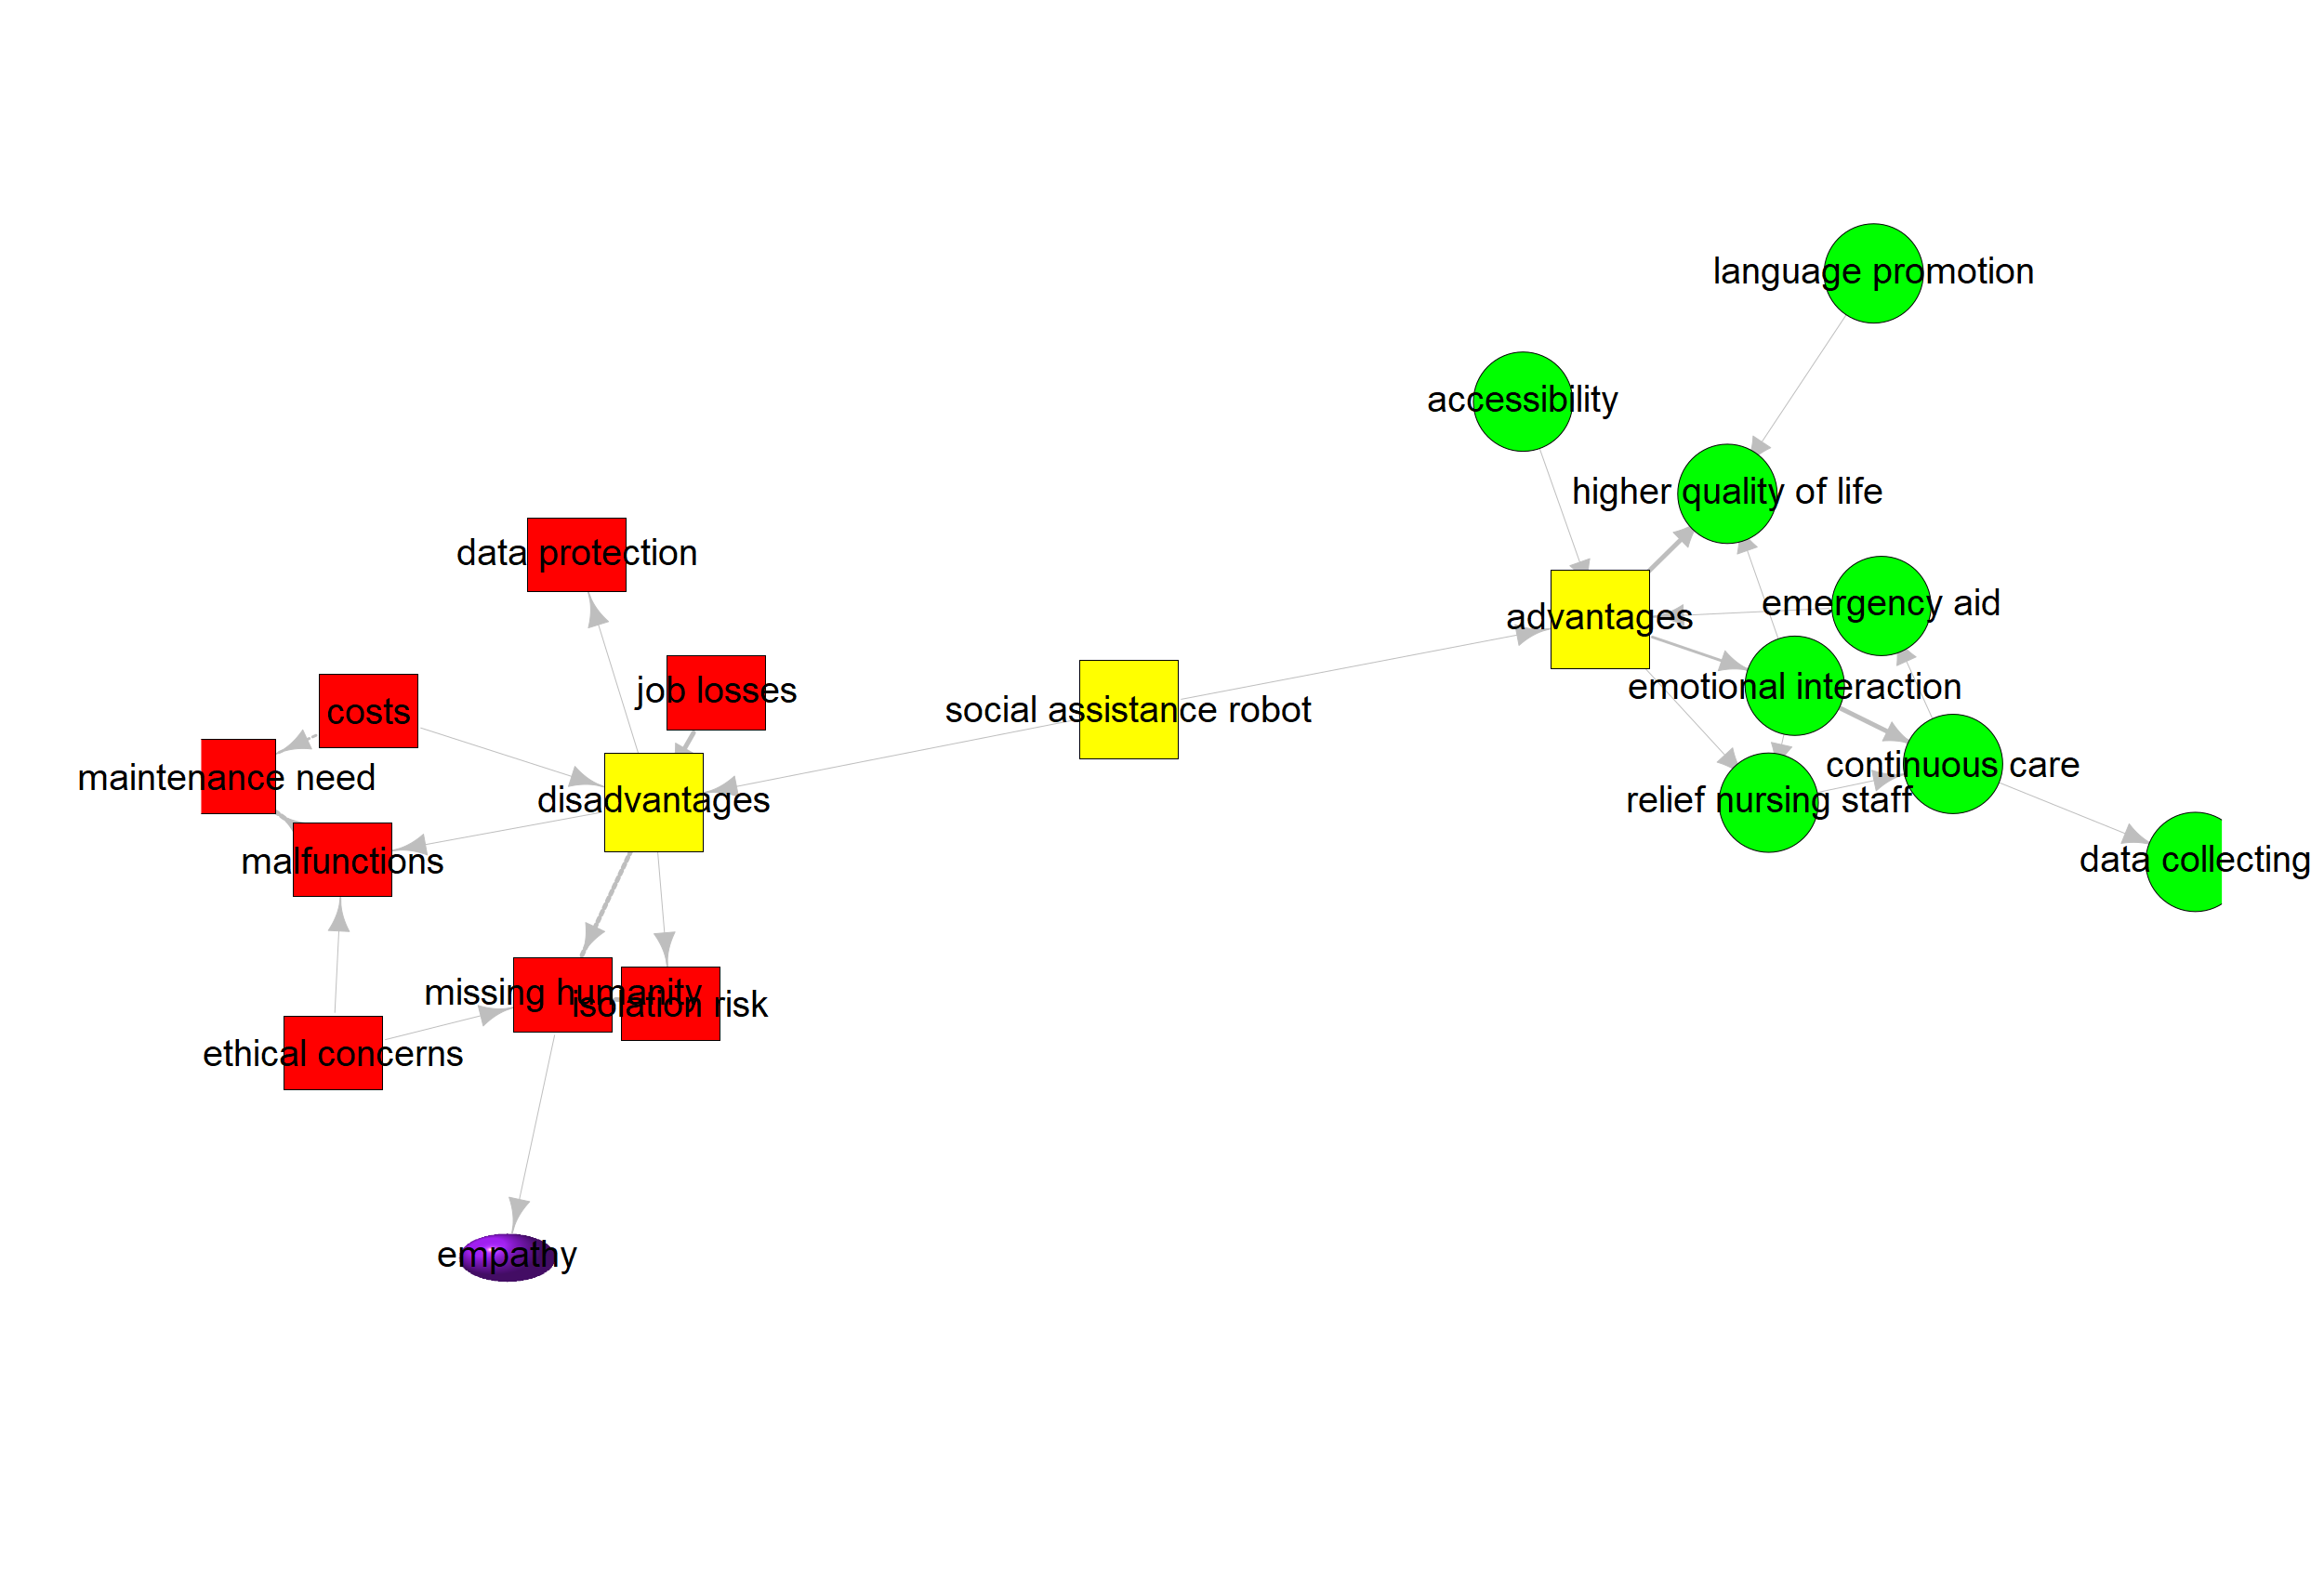 language promotion
accessibility
higher quality of life
data protection
emergency aid
advantages
job losses
emotional interaction
costs
social assistance robot
maintenance need
continuous care
disadvantages
relief nursing staff
malfunctions
data collecting
missing humanity
isolation risk
ethical concerns
empathy